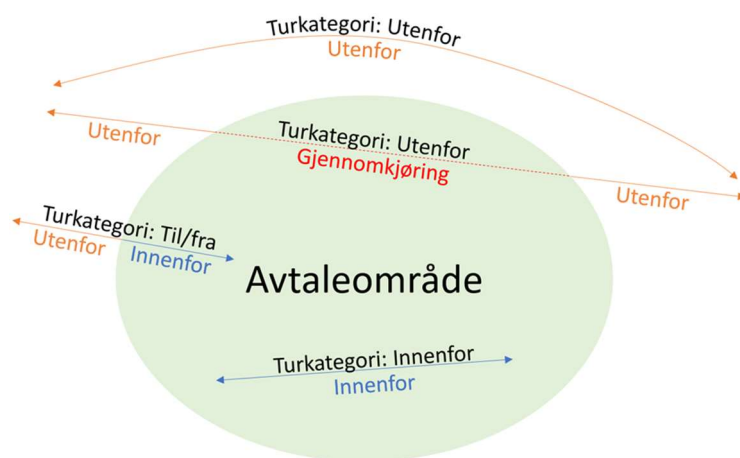 Turkategori: Utenfor
Utenfor
Turkategori: Utenfor
Utenfor
Gjennomkjøring
Utenfor
Turkategori: Til/fra
Utenfor
Innenfor
Avtaleområde
Turkategori: Innenfor
Innenfor